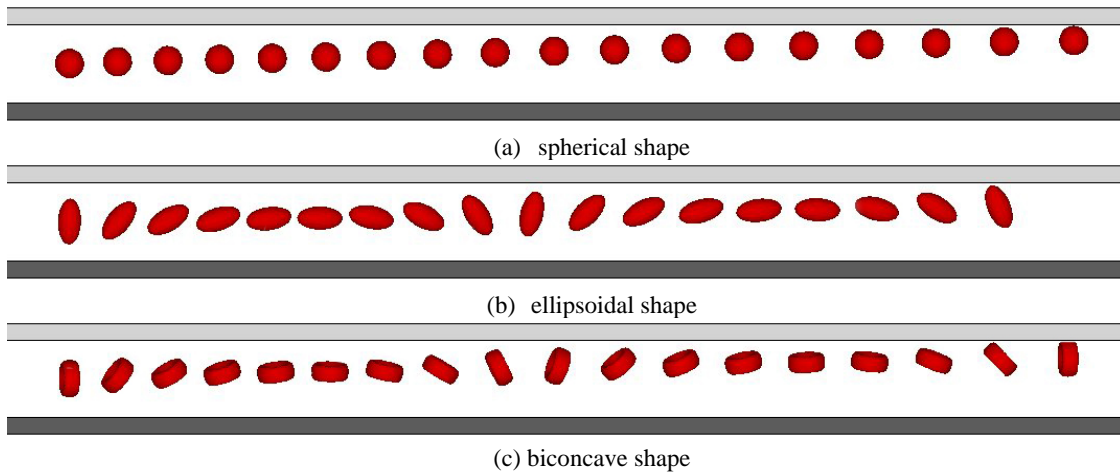 (a) spherical shape
(b) ellipsoidal shape
(c) biconcave shape